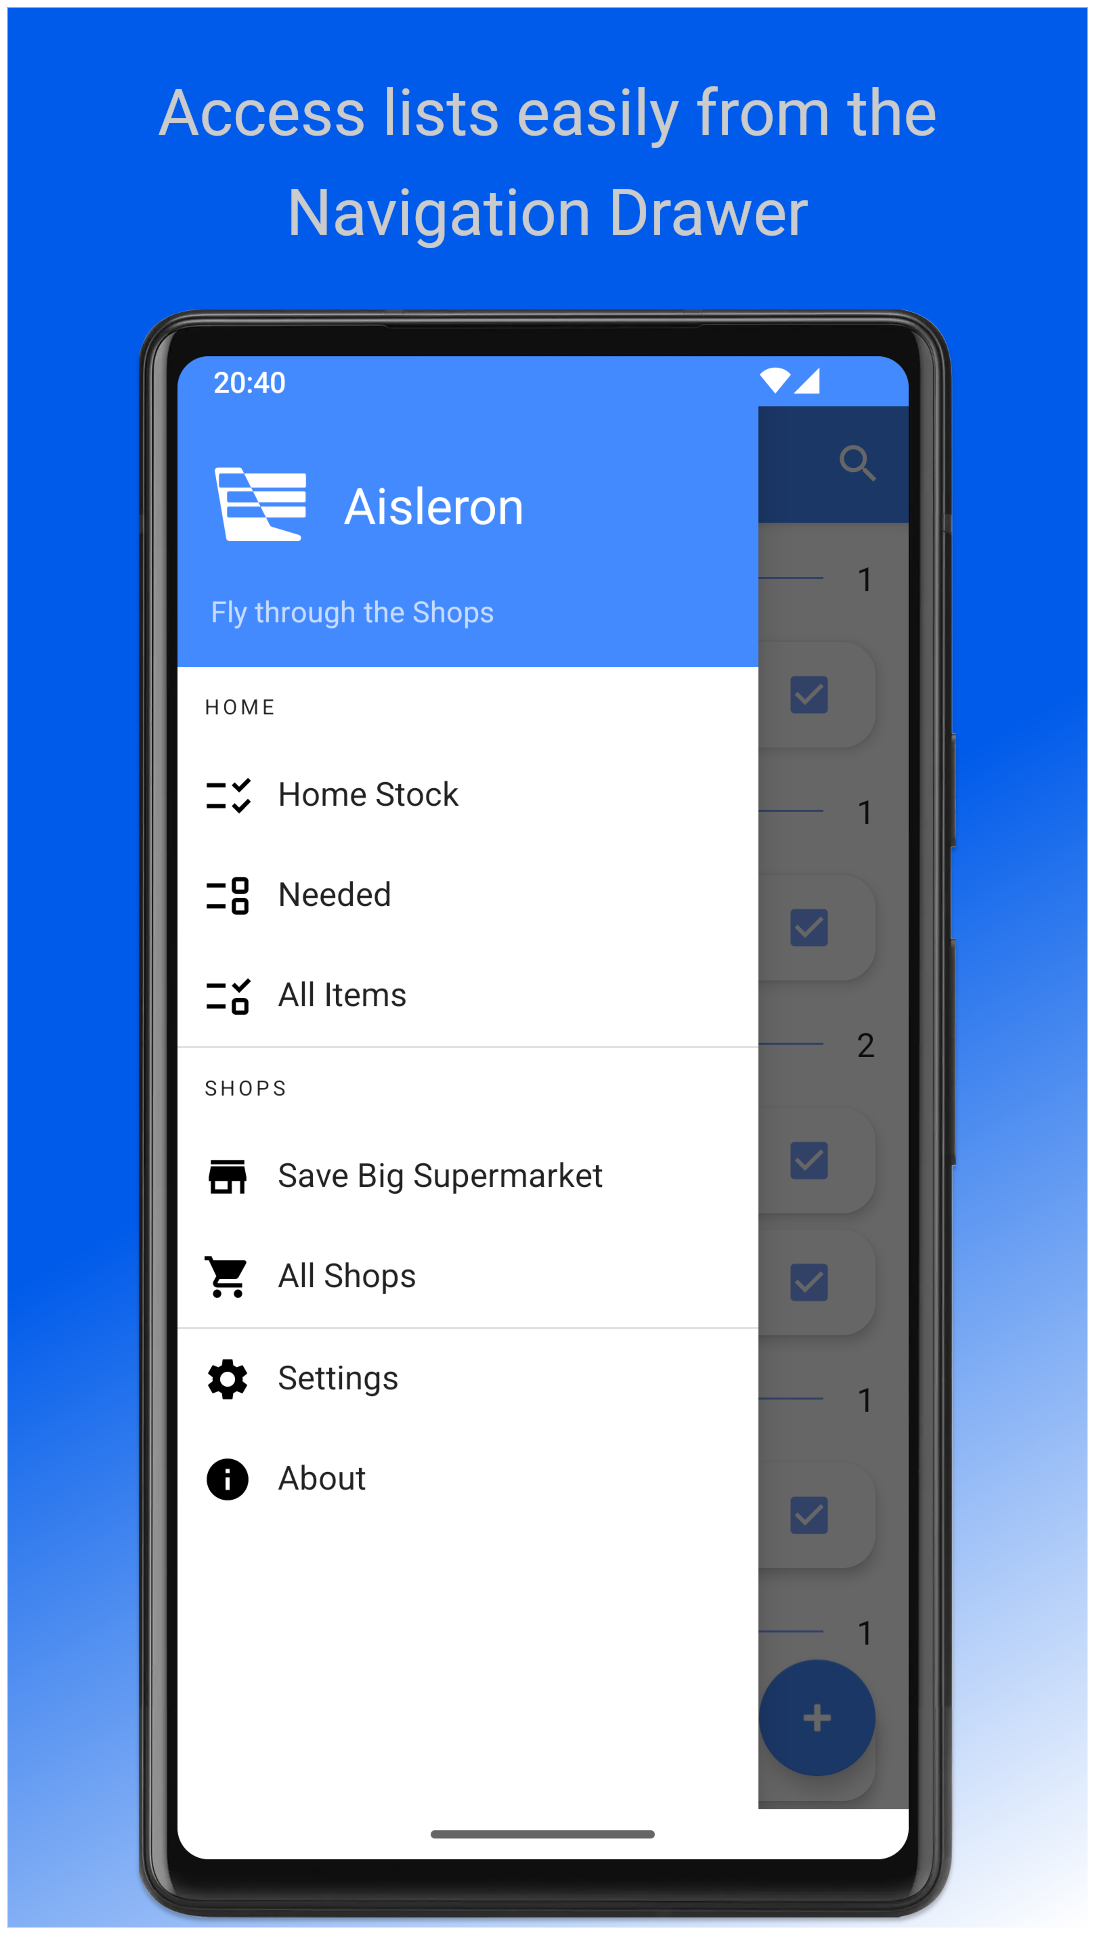 Access lists easily from the
Navigation Drawer
20:40
Aisleron
Fly through the Shops
HOME
Home Stock
Needed
All Items
SHOPS
Save Big Supermarket
All Shops
Settings
About
1
1
2
1
1